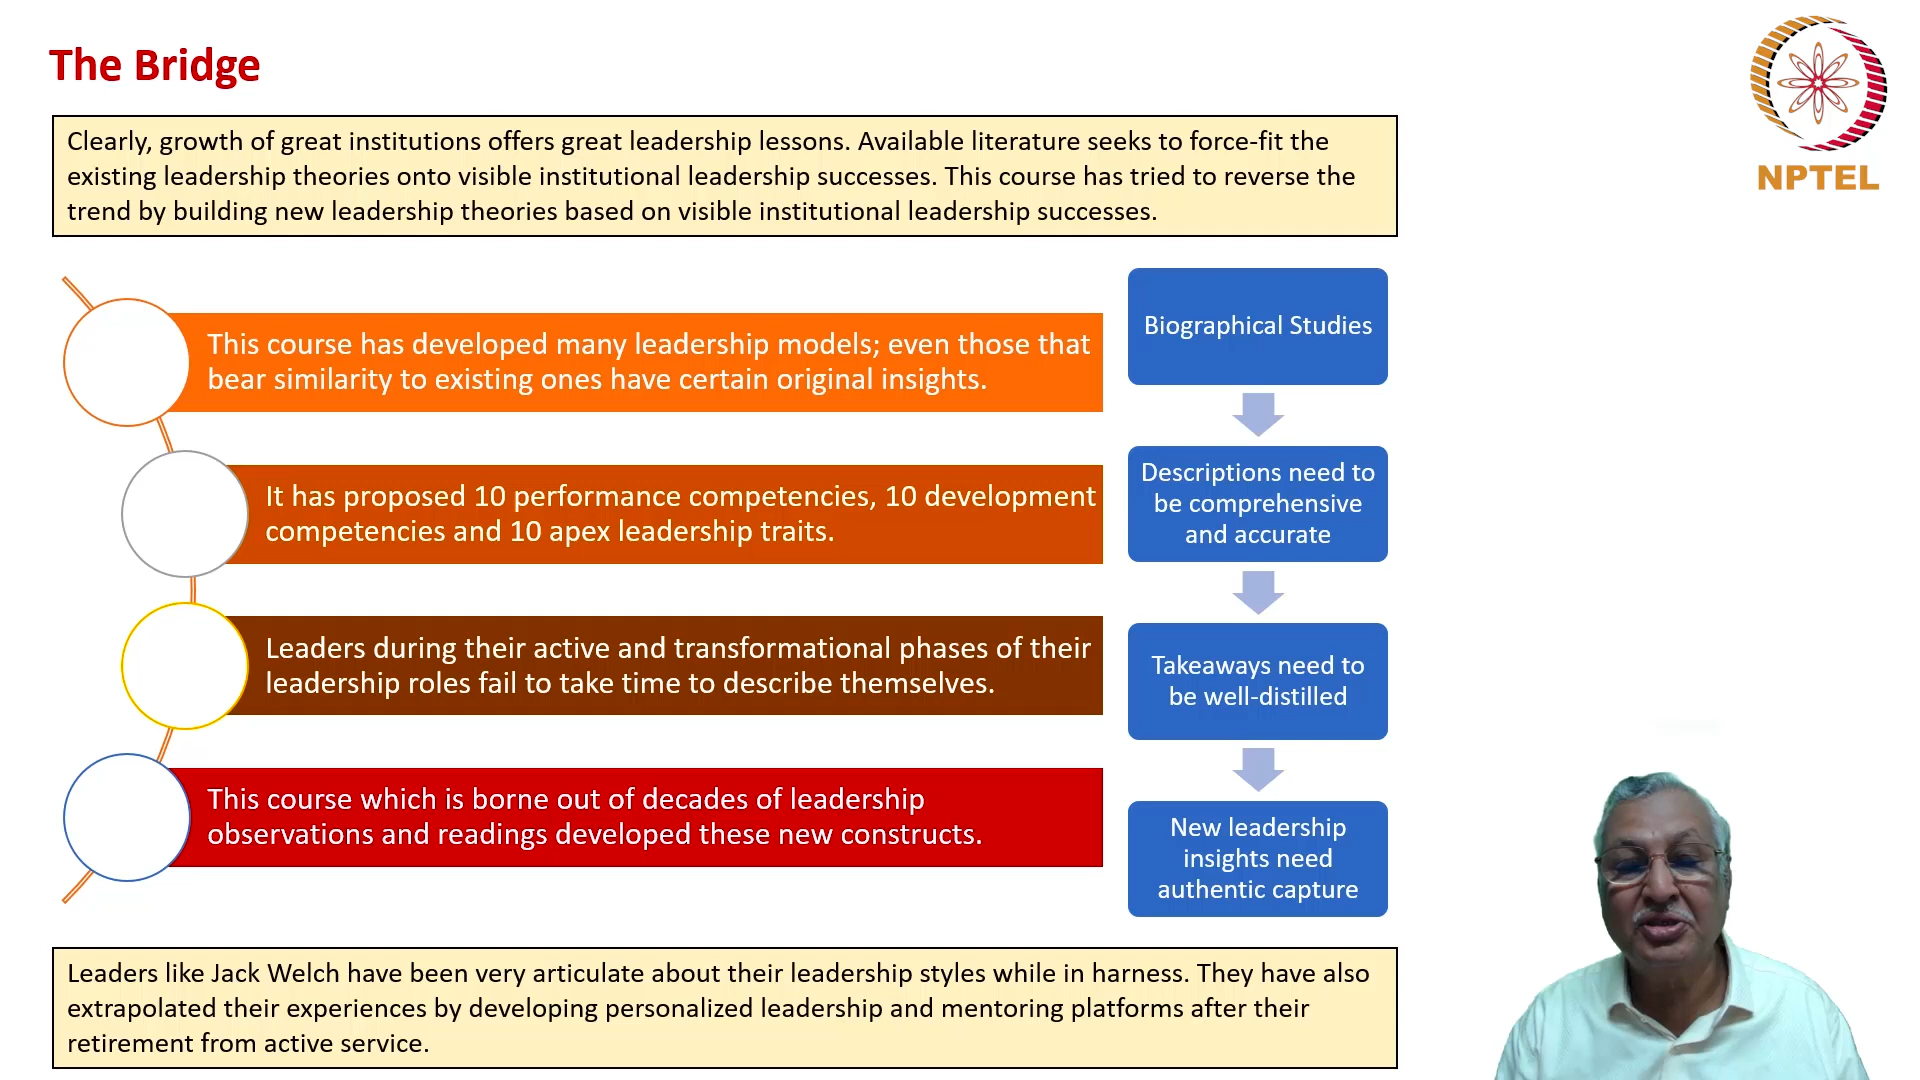 The Bridge
Clearly, growth of great institutions offers great leadership lessons. Available literature seeks to force-fit the
existing leadership theories onto visible institutional leadership successes. This course has tried to reverse the
trend by building new leadership theories based on visible institutional leadership successes.
This course has developed many leadership models; even those that
bear similarity to existing ones have certain original insights.
It has proposed 10 performance competencies, 10 development
competencies and 10 apex leadership traits.
Leaders during their active and transformational phases of their
leadership roles fail to take time to describe themselves.
This course which is borne out of decades of leadership
observations and readings developed these new constructs.
Biographical Studies
Descriptions need to
be comprehensive
and accurate
Takeaways need to
be well-distilled
New leadership
insights need
authentic capture
Leaders like Jack Welch have been very articulate about their leadership styles while in harness. They have also
extrapolated their experiences by developing personalized leadership and mentoring platforms after their
retirement from active service.
NPTEL